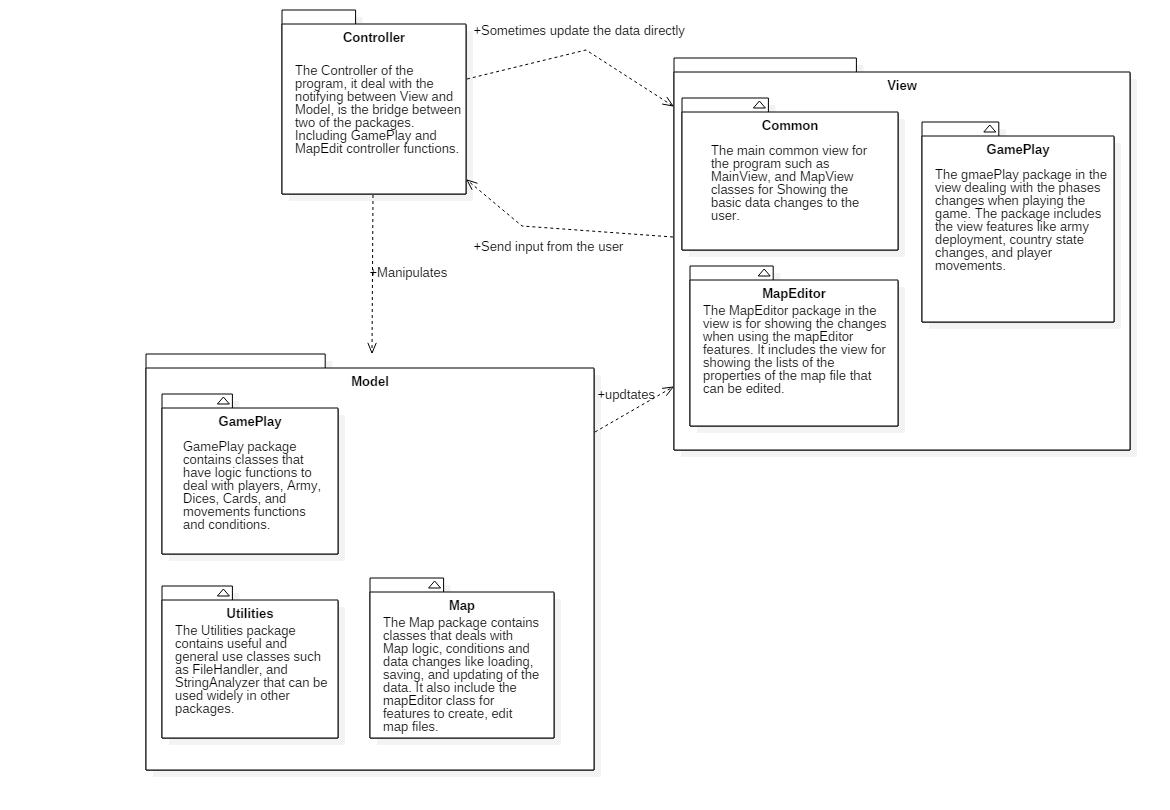 Controller
The Controller of the
program, it deal with the
notifying between View and
Model, is the bridge between
two of the packages.
Including GamePlay and
MapEdit controller functions.
+Sometimes update the data directly
+Send input from the user
+Manipulates
View
Common
The main common view for
the program such as
MainView, and MapView
classes for Showing the
basic data changes to the
user.
GamePlay
The gmaePlay package in the
view dealing with the phases
changes when playing the
game. The package includes
the view features like army
deployment, country state
changes, and player
movements.
MapEditor
The MapEditor package in the
view is for showing the changes
when using the mapEditor
features. It includes the view for
showing the lists of the
properties of the map file that
can be edited.
+updtates
Model
GamePlay
GamePlay package
contains classes that
have logic functions to
deal with players, Army,
Dices, Cards, and
movements functions
and conditions.
Utilities
The Utilities package
contains useful and
general use classes such
as FileHandler, and
StringAnalyzer that can be
used widely in other
packages.
Map
The Map package contains
classes that deals with
Map logic, conditions and
data changes like loading,
saving, and updating of the
data. It also include the
mapEditor class for
features to create, edit
map files.